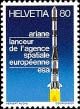 HELVETIA 80
ariane
lanceur de l'agence
spatiale
européenne
esa